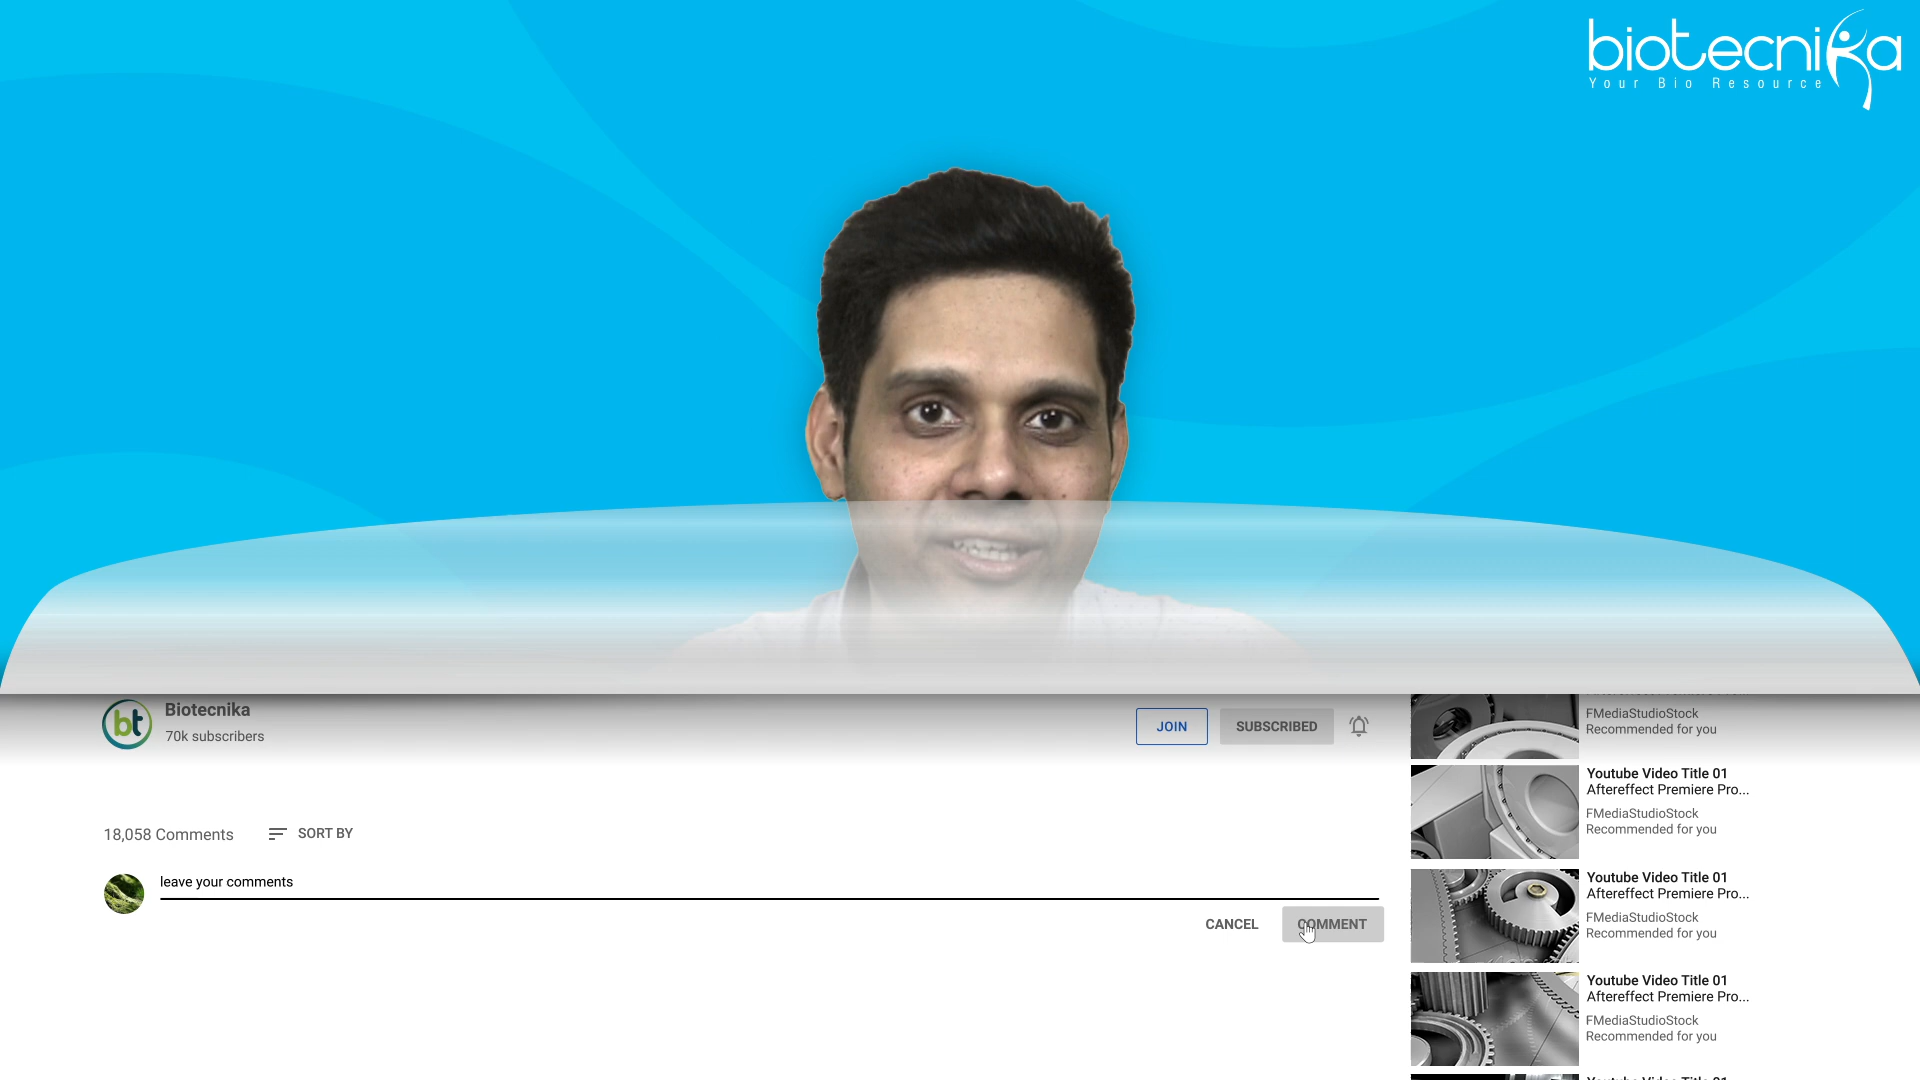 biotecnika
Your Bio Resource
Biotecnika
70k subscribers
JOIN
SUBSCRIBED
18,058 Comments
SORT BY
leave your comments
CANCEL
COMMENT
FMediaStudioStock
Recommended for you
Youtube Video Title 01
Aftereffect Premiere Pro...
FMediaStudioStock
Recommended for you
Youtube Video Title 01
Aftereffect Premiere Pro...
FMediaStudioStock
Recommended for you
Youtube Video Title 01
Aftereffect Premiere Pro...
FMediaStudioStock
Recommended for you